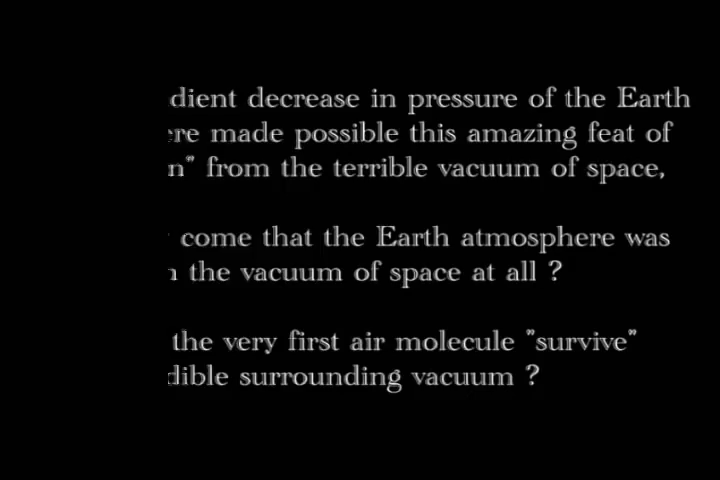 dient decrease in pressure of the Earth
ere made possible this amazing feat of
n" from the terrible vacuum of space,
come that the Earth atmosphere was
n the vacuum of space at all ?
the very first air molecule "survive"
dible surrounding vacuum ?